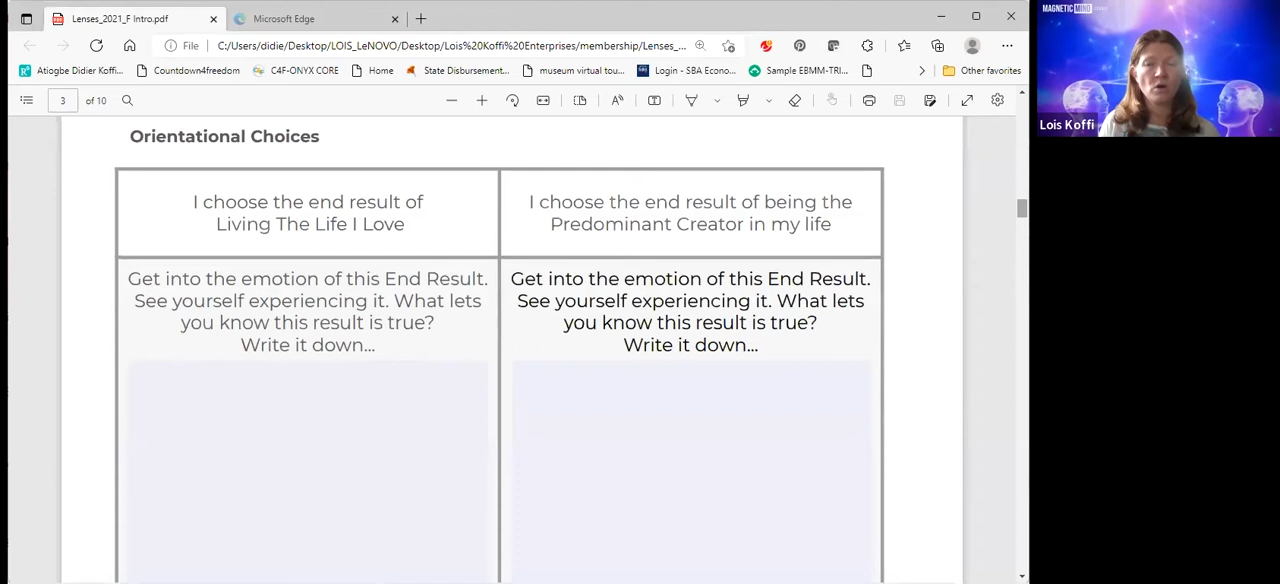 Lenses_2021_F Intro.pdf
Microsoft Edge
File
C:/Users/didie/Desktop/LOIS_LeNOVO/Desktop/Lois%20Koffi%20Enterprises/membership/Lenses_...
Atiogbe Didier Koffi...
Countdown4freedom
C4F-ONYX CORE
Home
State Disbursement...
museum virtual tou...
Login - SBA Econo...
Sample EBMM-TRI...
Other favorites
3 of 10
MAGNETIC MIND
Lois Koffi
Orientational Choices
I choose the end result of
Living The Life I Love
I choose the end result of being the
Predominant Creator in my life
Get into the emotion of this End Result.
See yourself experiencing it. What lets
you know this result is true?
Write it down...
Get into the emotion of this End Result.
See yourself experiencing it. What lets
you know this result is true?
Write it down...